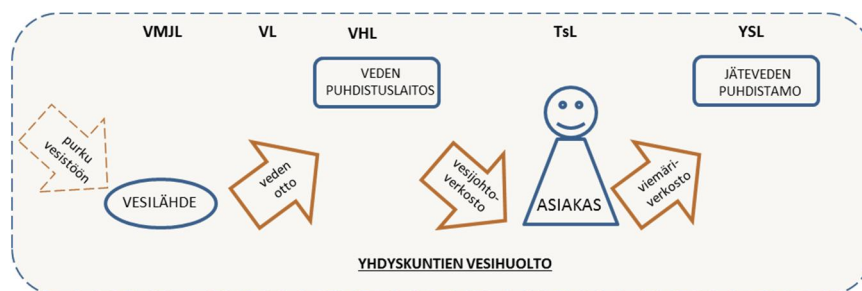 VMJL VL VHL TsL YSL
VEDEN
PUHDISTUSLAITOS
JÄTEVEDEN
PUHDISTAMO
purku
vesistöön
VESILÄHDE
veden
otto
vesijohto-
verkosto
ASIAKAS
viemäri-
verkosto
YHDYSKUNTIEN VESIHUOLTO